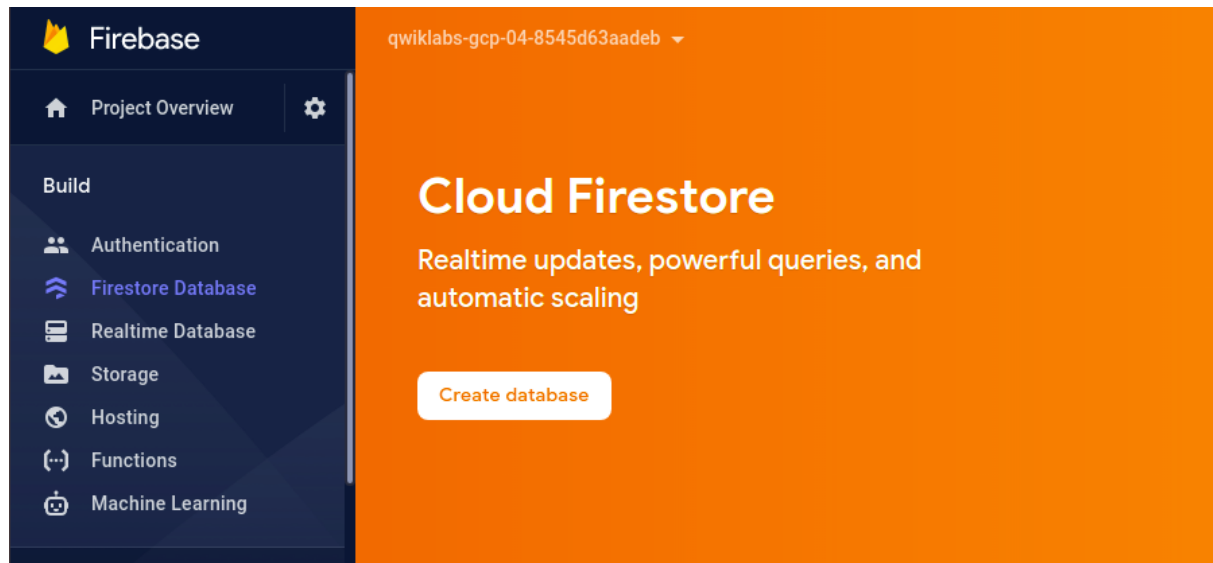 Firebase
qwiklabs-gcp-04-8545d63aadeb
Project Overview
Build
Authentication
Firestore Database
Realtime Database
Storage
Hosting
Functions
Machine Learning
Cloud Firestore
Realtime updates, powerful queries, and
automatic scaling
Create database